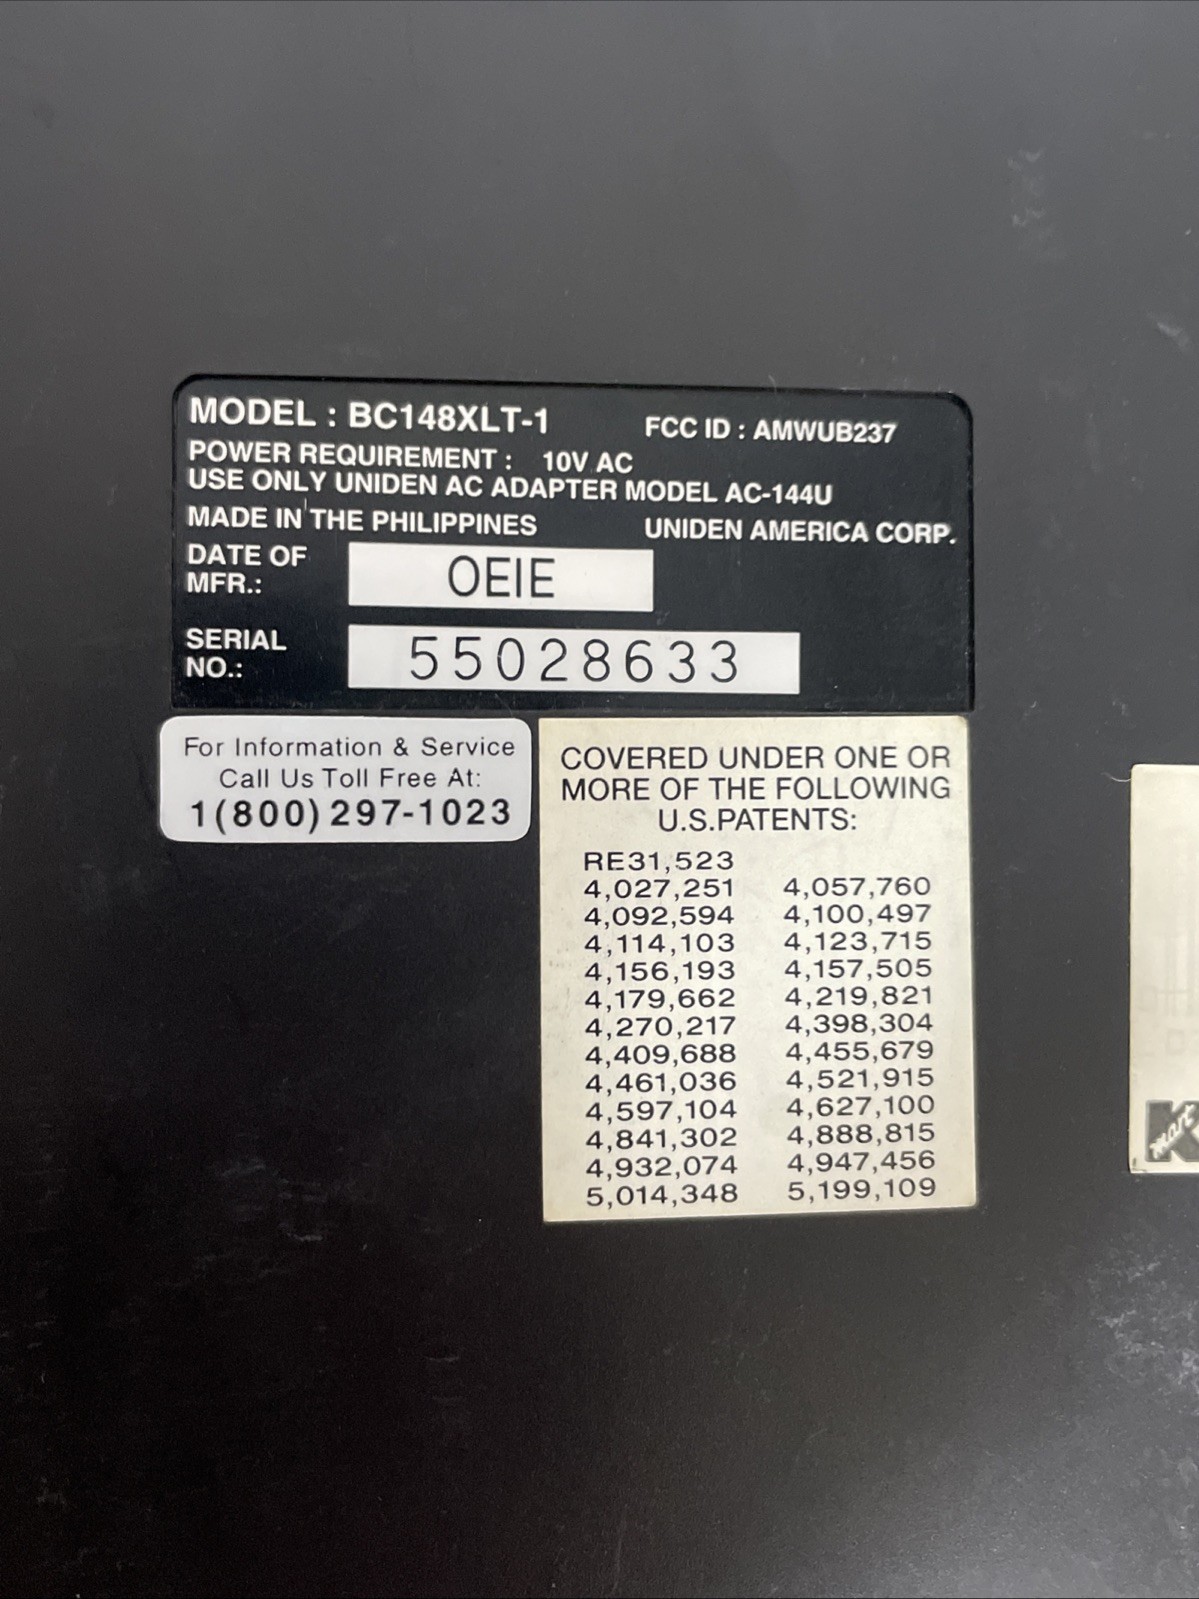 MODEL : BC148XLT-1 FCC ID : AMWUB237
POWER REQUIREMENT : 10V AC
USE ONLY UNIDEN AC ADAPTER MODEL AC-144U
MADE IN THE PHILIPPINES UNIDEN AMERICA CORP.
DATE OF
MFR.: OEIE
SERIAL
NO.: 55028633
For Information & Service
Call Us Toll Free At:
1(800)297-1023
COVERED UNDER ONE OR
MORE OF THE FOLLOWING
U.S.PATENTS:
RE31,523
4,027,251 4,057,760
4,092,594 4,100,497
4,114,103 4,123,715
4,156,193 4,157,505
4,179,662 4,219,821
4,270,217 4,398,304
4,409,688 4,455,679
4,461,036 4,521,915
4,597,104 4,627,100
4,841,302 4,888,815
4,932,074 4,947,456
5,014,348 5,199,109
K
mart